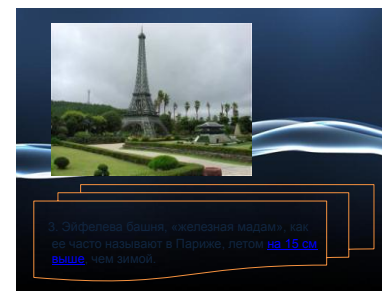 3. Эйфелева башня, «железная мадам», как
ее часто называют в Париже, летом на 15 см
выше, чем зимой.